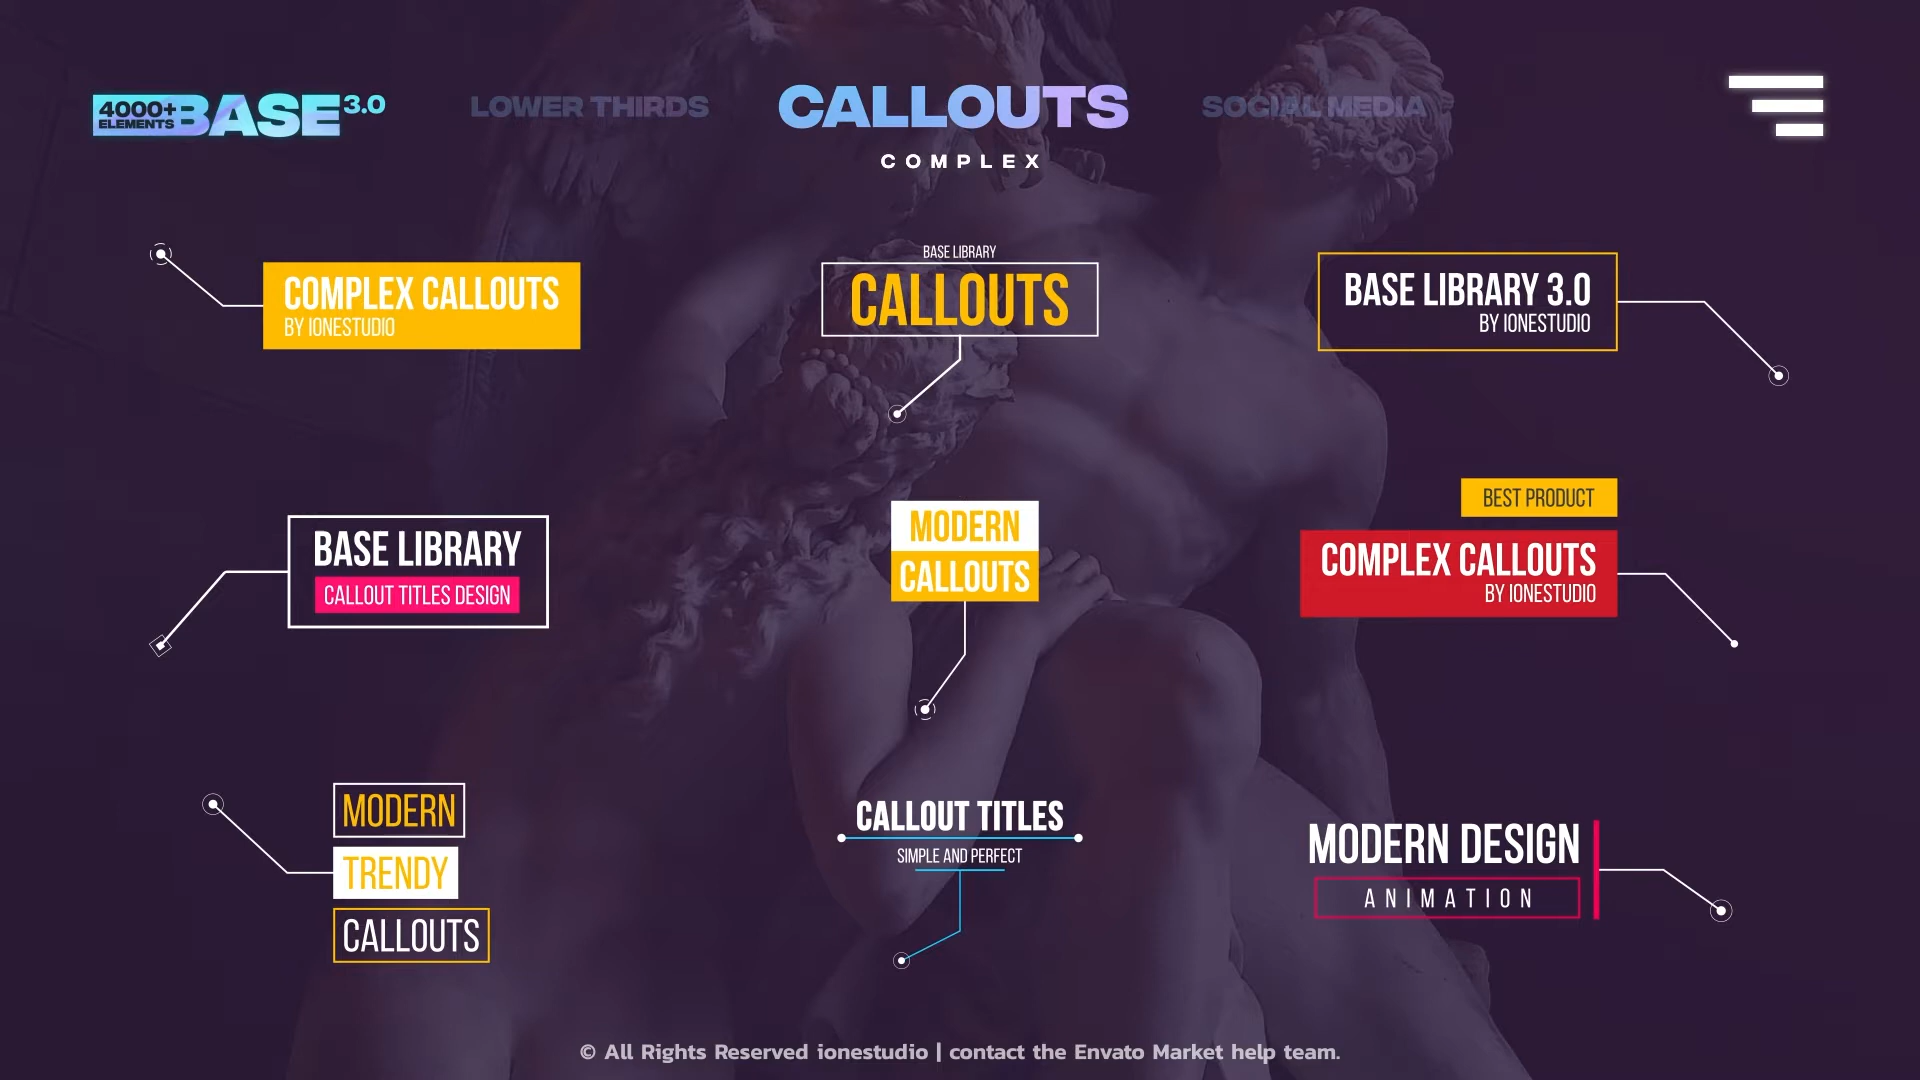 4000+
ELEMENTS
BASE 3.0
LOWER THIRDS
CALLOUTS
SOCIAL MEDIA
COMPLEX
COMPLEX CALLOUTS
BY IONESTUDIO
BASE LIBRARY
CALLOUTS
BASE LIBRARY 3.0
BY IONESTUDIO
BASE LIBRARY
CALLOUT TITLES DESIGN
MODERN
CALLOUTS
BEST PRODUCT
COMPLEX CALLOUTS
BY IONESTUDIO
MODERN
TRENDY
CALLOUTS
CALLOUT TITLES
SIMPLE AND PERFECT
MODERN DESIGN
ANIMATION
© All Rights Reserved ionestudio | contact the Envato Market help team.